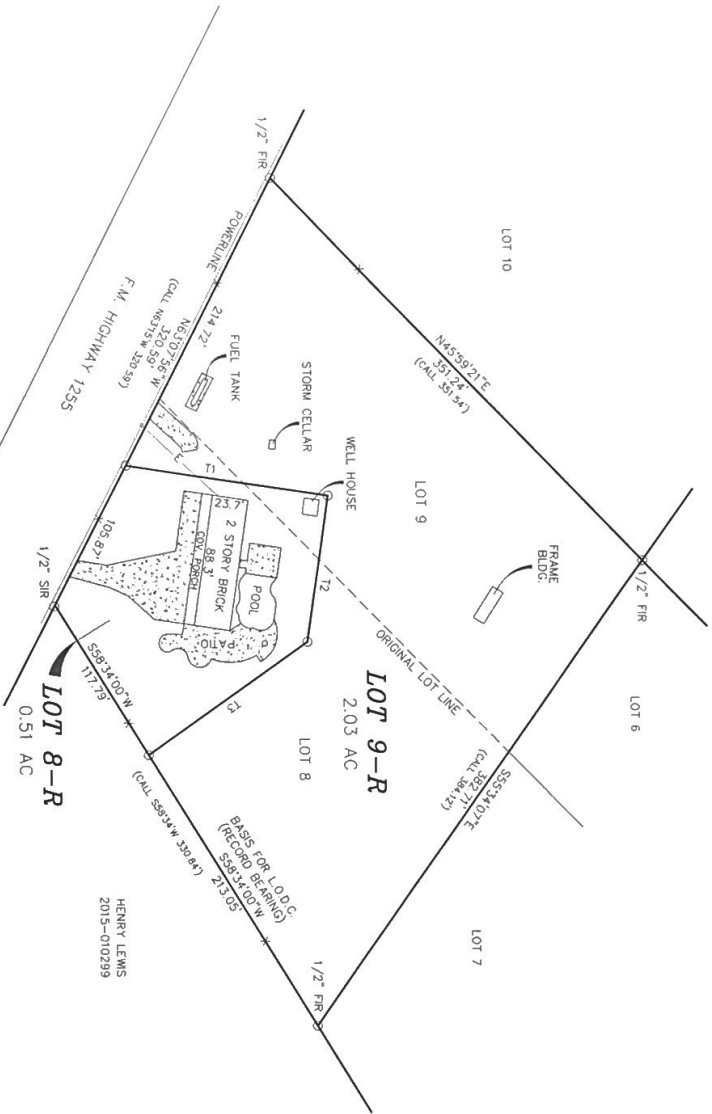 LOT 10
LOT 6
1/2" FIR
N45°59'21"E
351.24'
(CALL 351.54')
1/2" FIR
FRAME
BLDG.
LOT 9
LOT 7
S55°34'07"E
382.71'
(CALL 384.12')
ORIGINAL LOT LINE
LOT 9-R
2.03 AC
LOT 8
WELL HOUSE
STORM CELLAR
FUEL TANK
POWERLINE
214.72'
N63°07'56"W
320.59'
(CALL N63°15'W 320.59')
F.M. HIGHWAY 1255
E
T1
T2
T3
23.7
2 STORY BRICK
88.3'
COV. PORCH
POOL
PATIO
105.87'
1/2" SIR
S58°34'00"W
117.79'
LOT 8-R
0.51 AC
(CALL S58°34'W 330.84')
BASIS FOR L.O.D.C.
(RECORD BEARING)
S58°34'00"W
213.05'
1/2" FIR
HENRY LEWIS
2015-010299